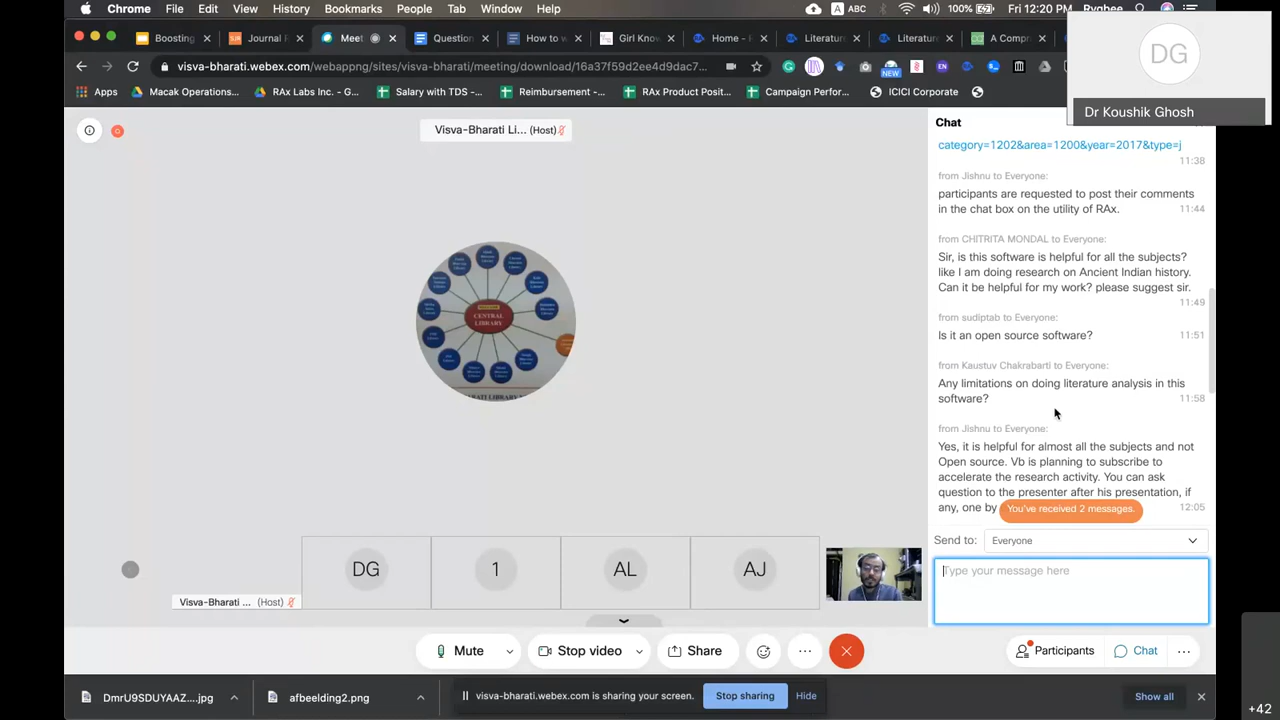 Chrome File Edit View History Bookmarks People Tab Window Help
ABC 100% Fri 12:20 PM
Boosting Journal R Meet Quest How to w Girl Know Home - Literatur Literatur A Compr
visva-bharati.webex.com/webappng/sites/visva-bharati/meeting/download/16a37f59d2ee4d9dac7...
NEW
Apps Macak Operations... RAx Labs Inc. - G... Salary with TDS-... Reimbursement -... RAx Product Posit... Campaign Perfor... ICICI Corporate
DG
Dr Koushik Ghosh
Visva-Bharati Li... (Host)
CENTRAL
LIBRARY
Chat
category=1202&area=1200&year=2017&type=j
11:38
from Jishnu to Everyone:
participants are requested to post their comments
in the chat box on the utility of RAx. 11:44
from CHITRITA MONDAL to Everyone:
Sir, is this software is helpful for all the subjects?
like I am doing research on Ancient Indian history.
Can it be helpful for my work? please suggest sir.
11:49
from sudiptab to Everyone:
Is it an open source software? 11:51
from Kaustuv Chakrabarti to Everyone:
Any limitations on doing literature analysis in this
software? 11:58
from Jishnu to Everyone:
Yes, it is helpful for almost all the subjects and not
Open source. Vb is planning to subscribe to
accelerate the research activity. You can ask
question to the presenter after his presentation, if
any, one by 12:05
You've received 2 messages.
Send to: Everyone
Type your message here
DG 1 AL AJ
Visva-Bharati ... (Host)
Mute Stop video Share Participants Chat
DmrU9SDUYAAZ....jpg afbeelding2.png visva-bharati.webex.com is sharing your screen. Stop sharing Hide Show all
+42